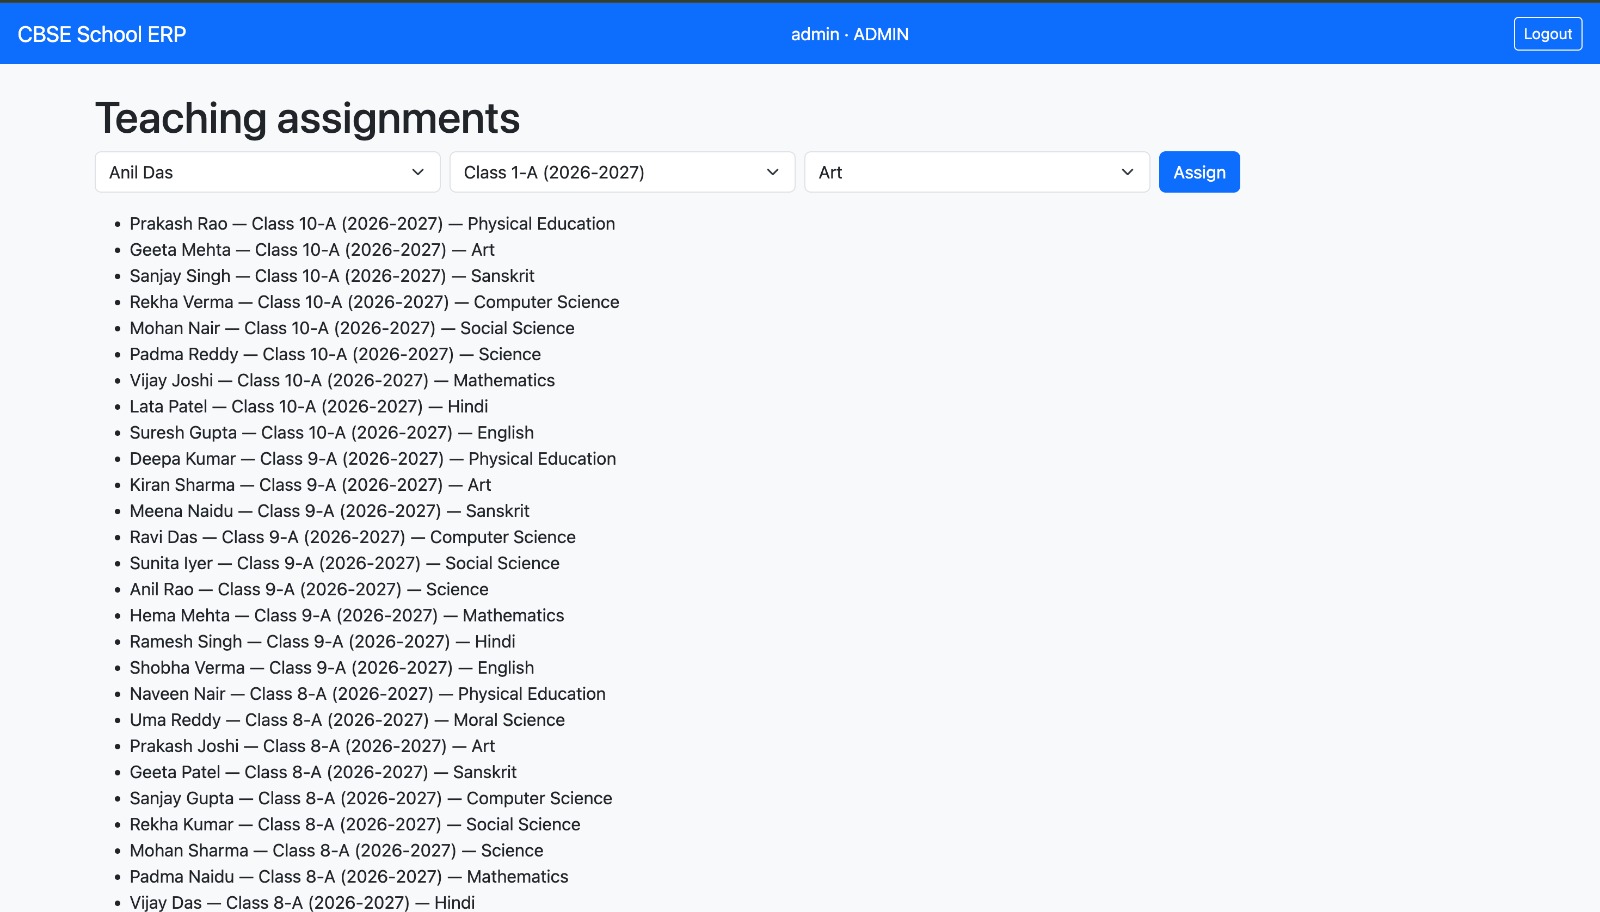 CBSE School ERP
admin · ADMIN
Logout
Teaching assignments
Anil Das
Class 1-A (2026-2027)
Art
Assign
• Prakash Rao — Class 10-A (2026-2027) — Physical Education
• Geeta Mehta — Class 10-A (2026-2027) — Art
• Sanjay Singh — Class 10-A (2026-2027) — Sanskrit
• Rekha Verma — Class 10-A (2026-2027) — Computer Science
• Mohan Nair — Class 10-A (2026-2027) — Social Science
• Padma Reddy — Class 10-A (2026-2027) — Science
• Vijay Joshi — Class 10-A (2026-2027) — Mathematics
• Lata Patel — Class 10-A (2026-2027) — Hindi
• Suresh Gupta — Class 10-A (2026-2027) — English
• Deepa Kumar — Class 9-A (2026-2027) — Physical Education
• Kiran Sharma — Class 9-A (2026-2027) — Art
• Meena Naidu — Class 9-A (2026-2027) — Sanskrit
• Ravi Das — Class 9-A (2026-2027) — Computer Science
• Sunita Iyer — Class 9-A (2026-2027) — Social Science
• Anil Rao — Class 9-A (2026-2027) — Science
• Hema Mehta — Class 9-A (2026-2027) — Mathematics
• Ramesh Singh — Class 9-A (2026-2027) — Hindi
• Shobha Verma — Class 9-A (2026-2027) — English
• Naveen Nair — Class 8-A (2026-2027) — Physical Education
• Uma Reddy — Class 8-A (2026-2027) — Moral Science
• Prakash Joshi — Class 8-A (2026-2027) — Art
• Geeta Patel — Class 8-A (2026-2027) — Sanskrit
• Sanjay Gupta — Class 8-A (2026-2027) — Computer Science
• Rekha Kumar — Class 8-A (2026-2027) — Social Science
• Mohan Sharma — Class 8-A (2026-2027) — Science
• Padma Naidu — Class 8-A (2026-2027) — Mathematics
• Vijay Das — Class 8-A (2026-2027) — Hindi